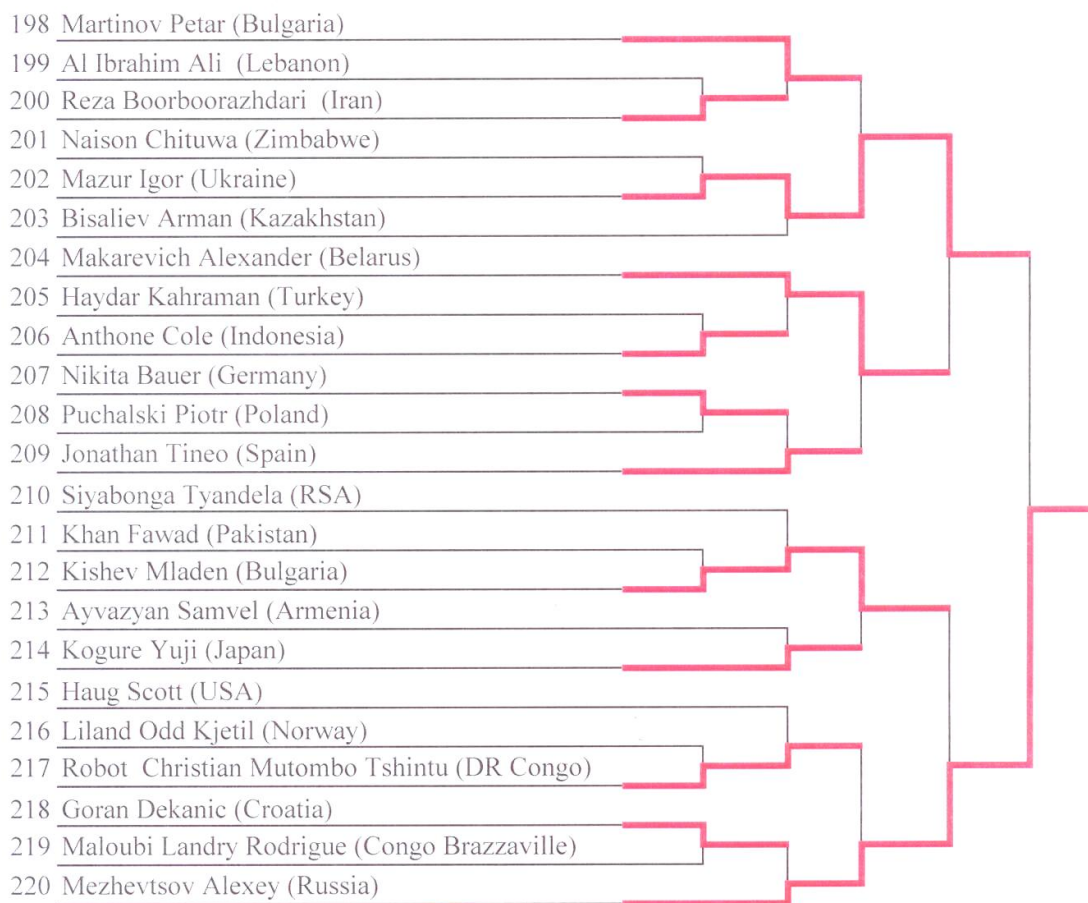 198 Martinov Petar (Bulgaria)
199 Al Ibrahim Ali (Lebanon)
200 Reza Boorboorazhdari (Iran)
201 Naison Chituwa (Zimbabwe)
202 Mazur Igor (Ukraine)
203 Bisaliev Arman (Kazakhstan)
204 Makarevich Alexander (Belarus)
205 Haydar Kahraman (Turkey)
206 Anthone Cole (Indonesia)
207 Nikita Bauer (Germany)
208 Puchalski Piotr (Poland)
209 Jonathan Tineo (Spain)
210 Siyabonga Tyandela (RSA)
211 Khan Fawad (Pakistan)
212 Kishev Mladen (Bulgaria)
213 Ayvazyan Samvel (Armenia)
214 Kogure Yuji (Japan)
215 Haug Scott (USA)
216 Liland Odd Kjetil (Norway)
217 Robot Christian Mutombo Tshintu (DR Congo)
218 Goran Dekanic (Croatia)
219 Maloubi Landry Rodrigue (Congo Brazzaville)
220 Mezhevtsov Alexey (Russia)